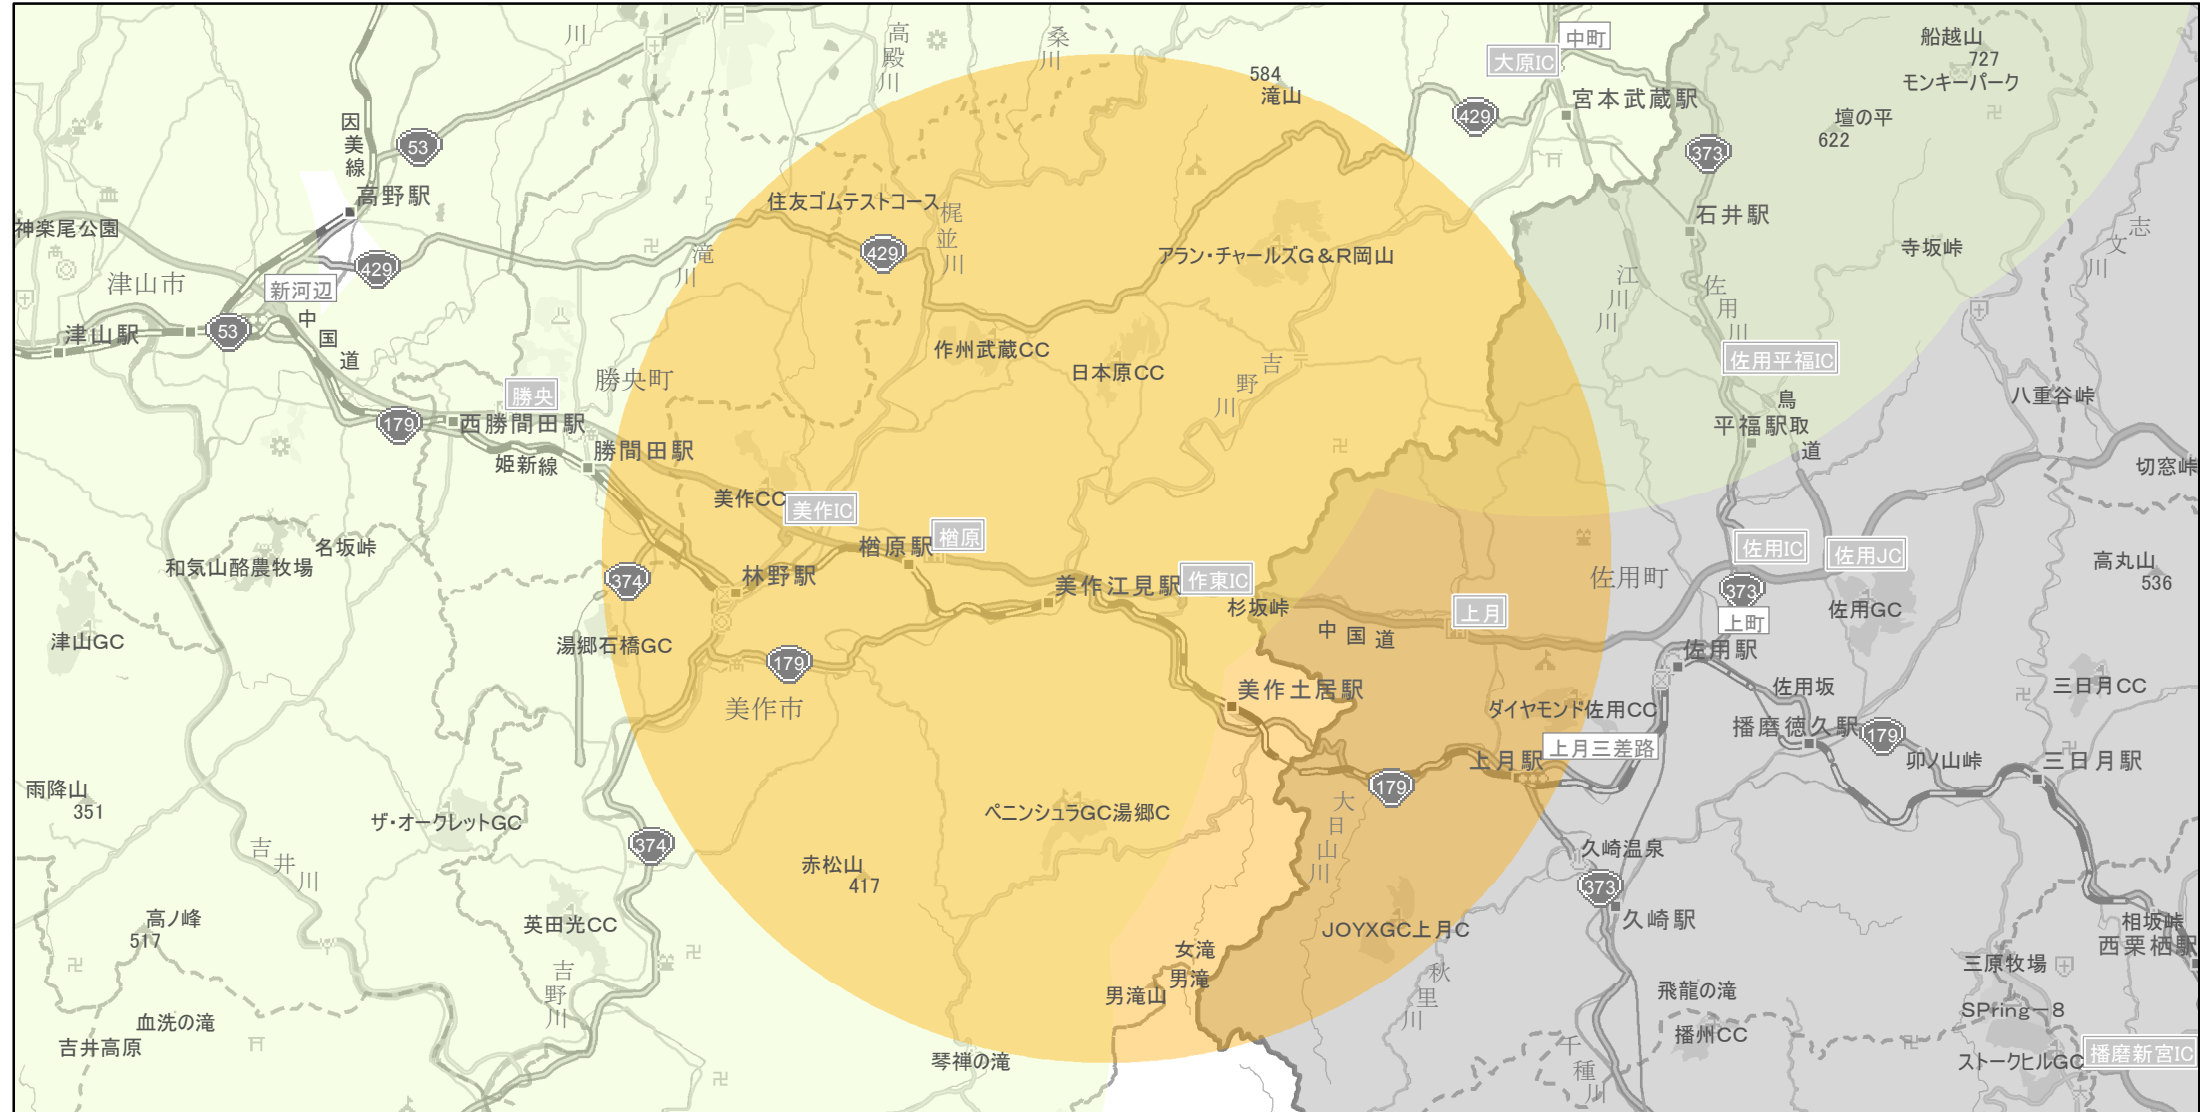 川
高殿川
桑川
584
滝山
中町
大原IC
429
宮本武蔵駅
船越山
727
モンキーパーク
壇の平
622
因美線
53
373
高野駅
神楽尾公園
住友ゴムテストコース
梶並川
石井駅
志文川
429
滝川
429
アラン・チャールズG&R岡山
寺坂峠
津山市
新河辺
江川川
佐用川
津山駅
53
中国道
作州武蔵CC
日本原CC
吉野川
佐用平福IC
勝央町
勝央
八重谷峠
鳥取道
179
西勝間田駅
平福駅
姫新線
勝間田駅
切窓峠
美作CC
美作IC
楢原駅
楢原
佐用IC
佐用JC
名坂峠
和気山酪農牧場
374
林野駅
美作江見駅
作東IC
杉坂峠
佐用町
373
高丸山
536
上月
佐用GC
上町
津山GC
湯郷石橋GC
179
中国道
佐用駅
美作市
美作土居駅
佐用坂
三日月CC
ダイヤモンド佐用CC
播磨徳久駅
179
上月三差路
上月駅
卯ノ山峠
三日月駅
雨降山
351
ザ・オークレットGC
ペニンシュラGC湯郷C
179
大日山川
吉井川
374
赤松山
417
久崎温泉
373
久崎駅
高ノ峰
517
英田光CC
JOYXGC上月C
相坂峠
西栗栖駅
女滝
男滝
男滝山
秋里川
三原牧場
吉野川
飛龍の滝
血洗の滝
吉井高原
琴禅の滝
播州CC
SPring－8
千種川
ストークヒルGC
播磨新宮IC